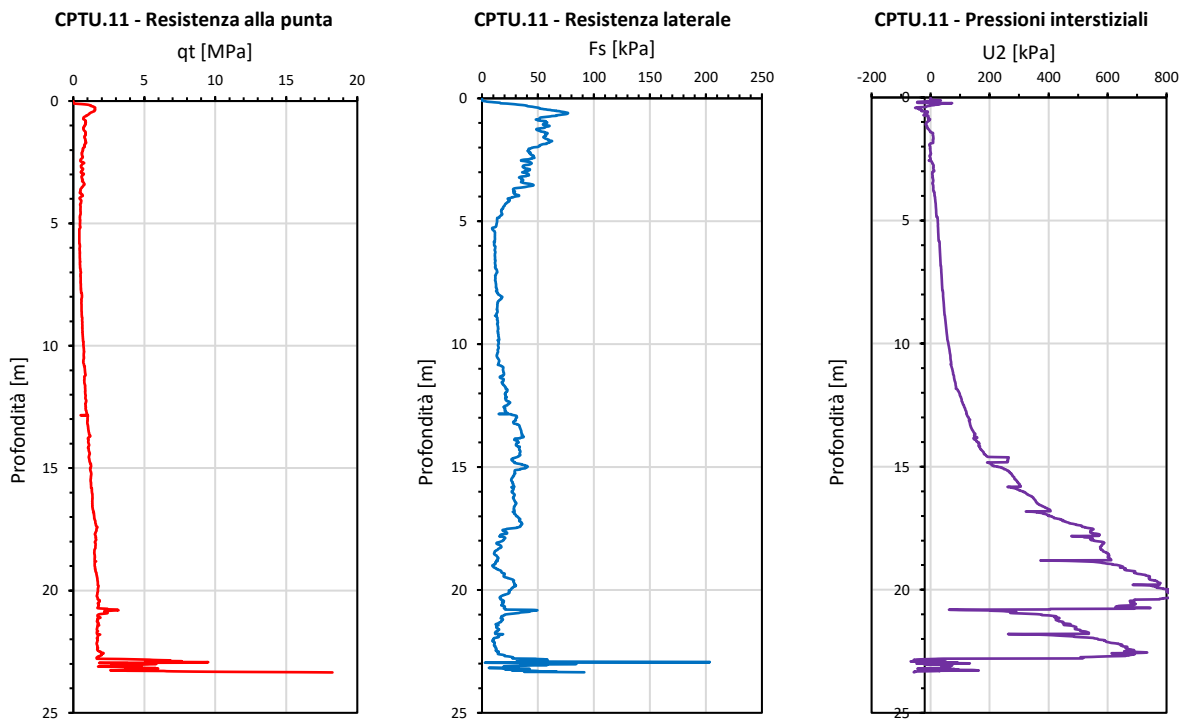 CPTU.11 - Resistenza alla punta
qt [MPa]
0 5 10 15 20
0
5
10
15
20
25
Profondità [m]
CPTU.11 - Resistenza laterale
Fs [kPa]
0 50 100 150 200 250
0
5
10
15
20
25
Profondità [m]
CPTU.11 - Pressioni interstiziali
U2 [kPa]
-200 0 200 400 600 800
0
5
10
15
20
25
Profondità [m]